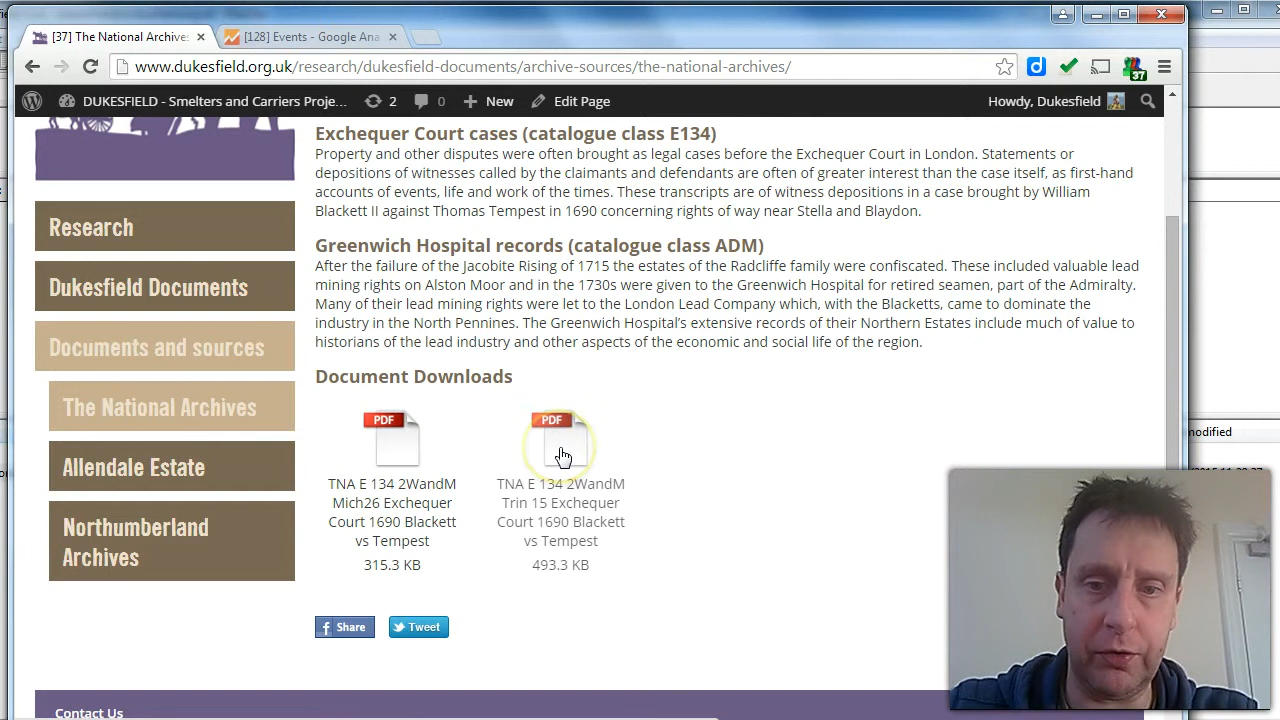 [37] The National Archives
[128] Events - Google Ana
www.dukesfield.org.uk/research/dukesfield-documents/archive-sources/the-national-archives/
37
DUKESFIELD - Smelters and Carriers Proje...
2
0
New
Edit Page
Howdy, Dukesfield
Exchequer Court cases (catalogue class E134)
Property and other disputes were often brought as legal cases before the Exchequer Court in London. Statements or
depositions of witnesses called by the claimants and defendants are often of greater interest than the case itself, as first-hand
accounts of events, life and work of the times. These transcripts are of witness depositions in a case brought by William
Blackett II against Thomas Tempest in 1690 concerning rights of way near Stella and Blaydon.
Research
Dukesfield Documents
Documents and sources
The National Archives
Allendale Estate
Northumberland
Archives
Greenwich Hospital records (catalogue class ADM)
After the failure of the Jacobite Rising of 1715 the estates of the Radcliffe family were confiscated. These included valuable lead
mining rights on Alston Moor and in the 1730s were given to the Greenwich Hospital for retired seamen, part of the Admiralty.
Many of their lead mining rights were let to the London Lead Company which, with the Blacketts, came to dominate the
industry in the North Pennines. The Greenwich Hospital's extensive records of their Northern Estates include much of value to
historians of the lead industry and other aspects of the economic and social life of the region.
Document Downloads
PDF
TNA E 134 2WandM
Mich26 Exchequer
Court 1690 Blackett
vs Tempest
315.3 KB
PDF
TNA E 134 2WandM
Trin 15 Exchequer
Court 1690 Blackett
vs Tempest
493.3 KB
Share
Tweet
Contact Us
modified